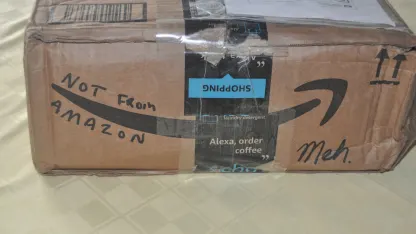 NOT From
AMAZON
SHOPPING
Alexa, order
coffee
”
Meh.